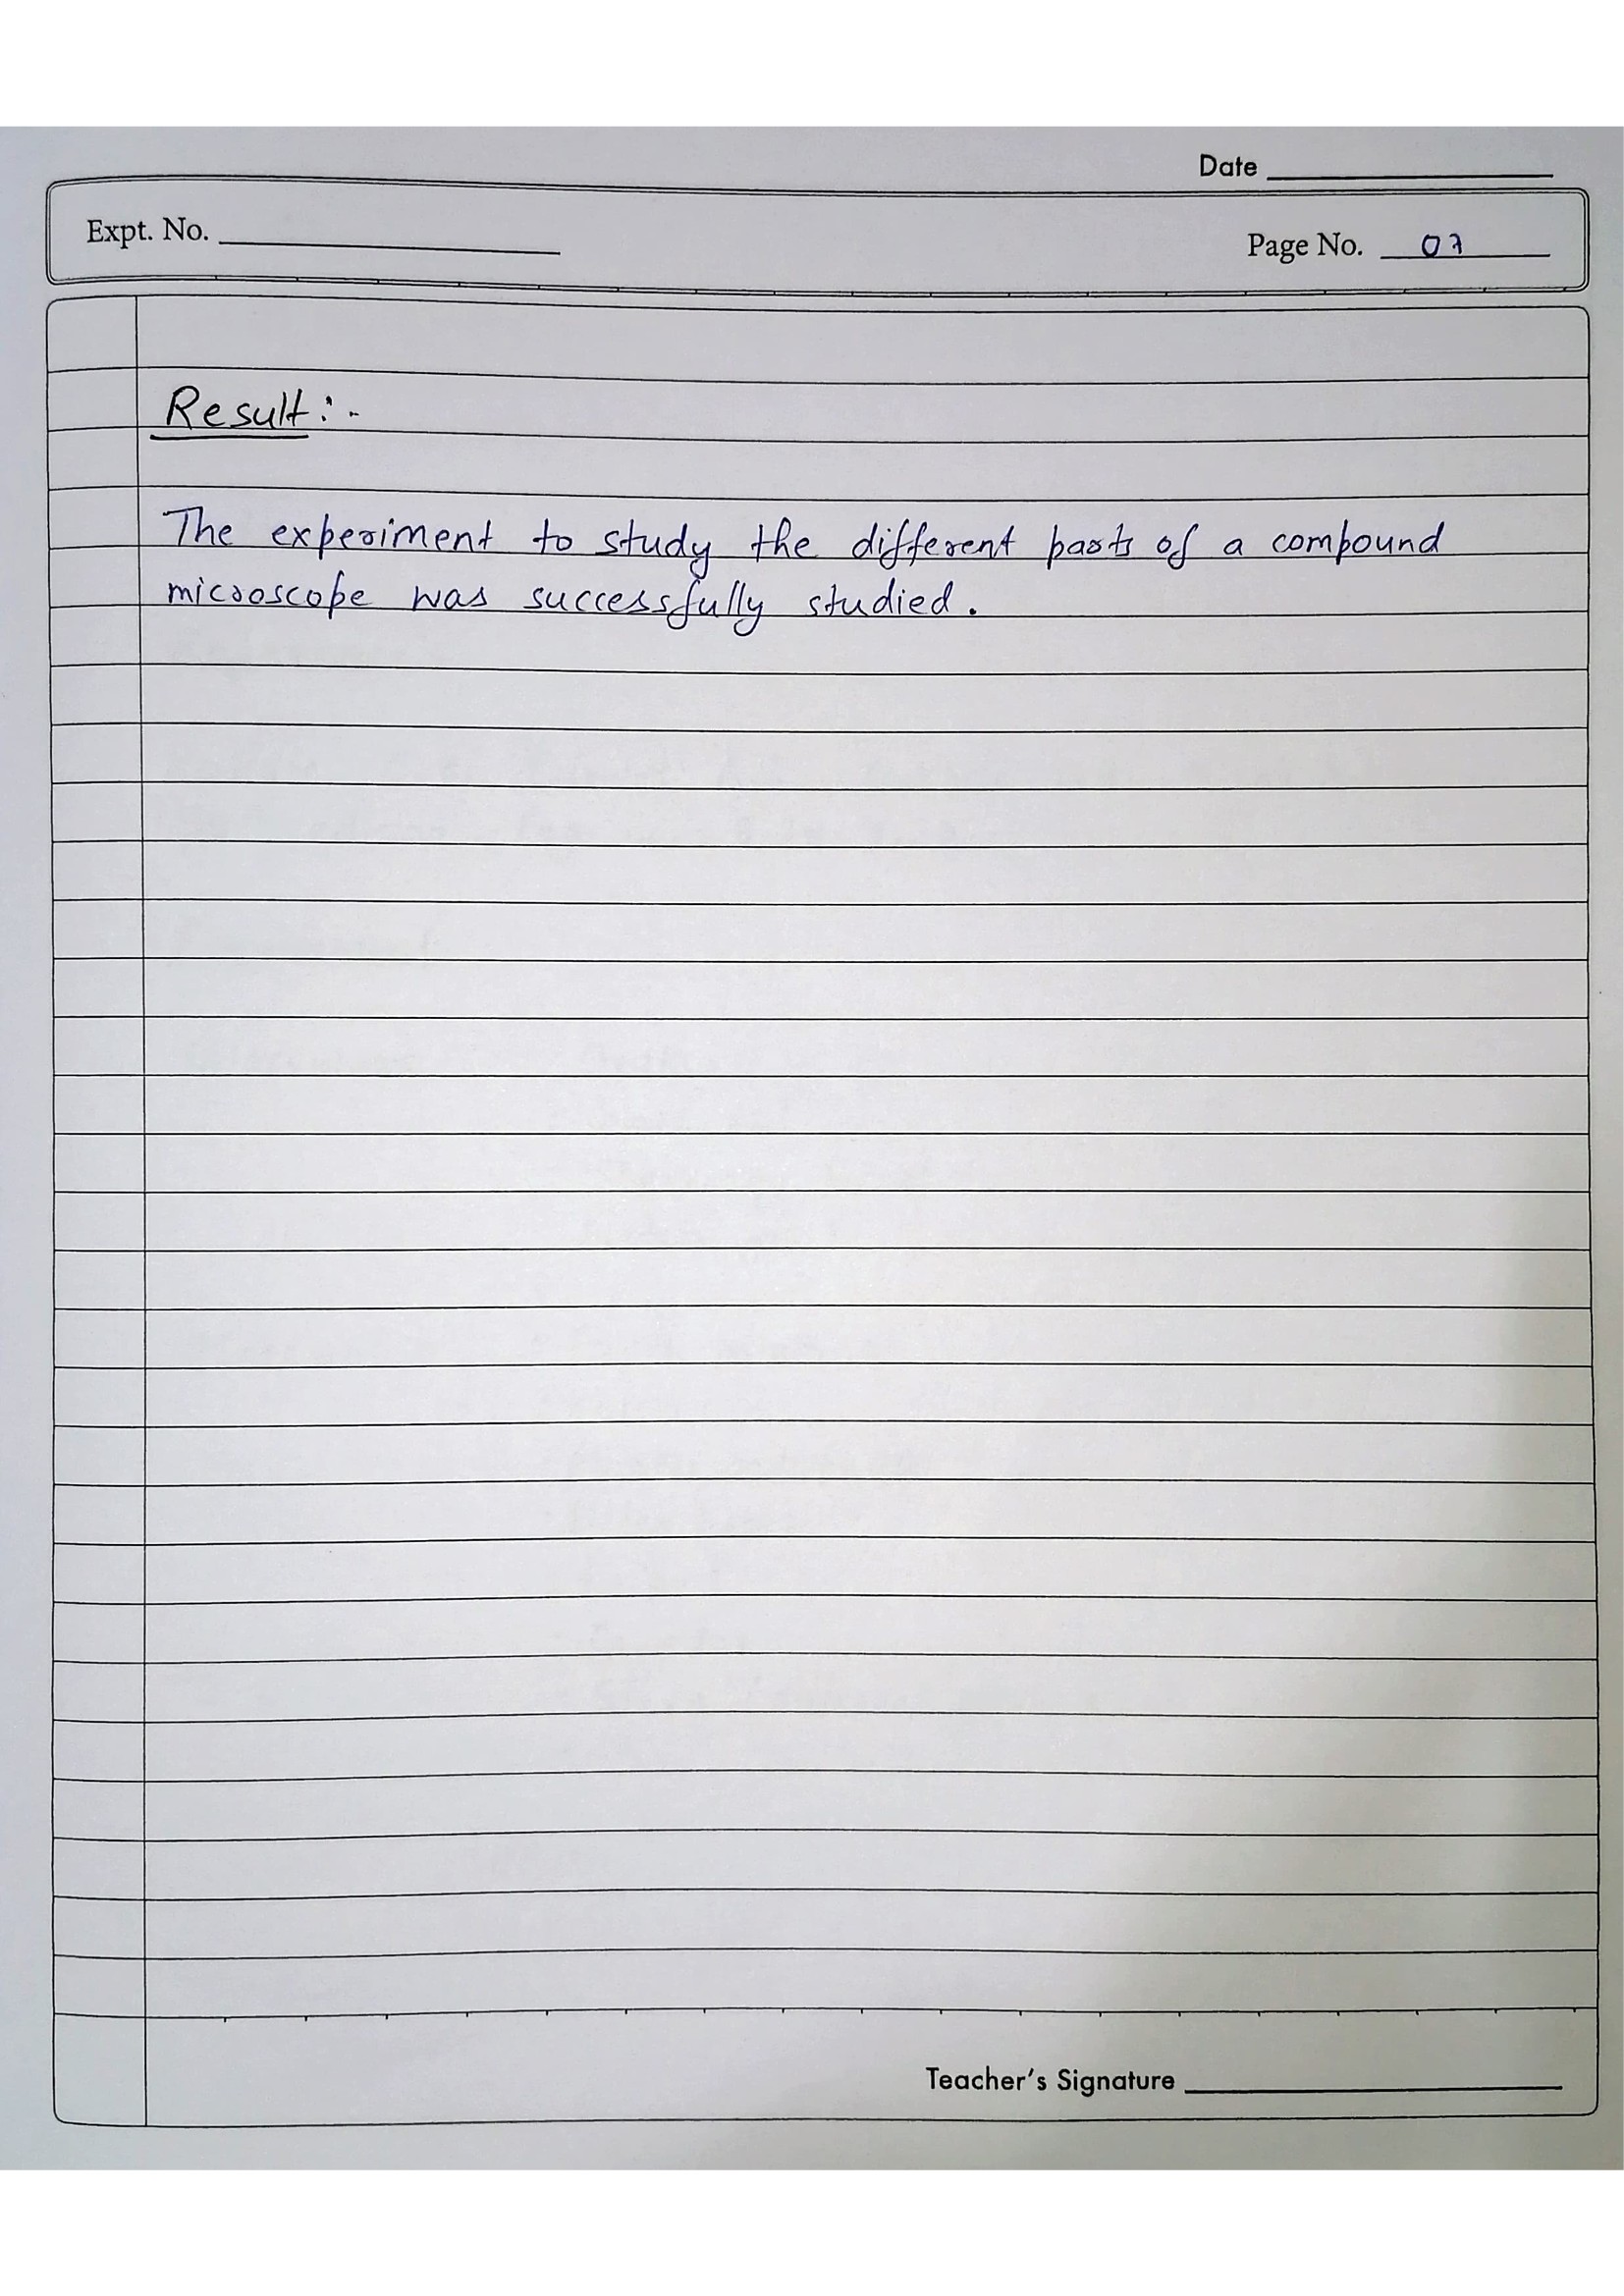 Date
Expt. No.
Page No. 07
Result :-
The experiment to study the different parts of a compound
microscope was successfully studied.
Teacher's Signature